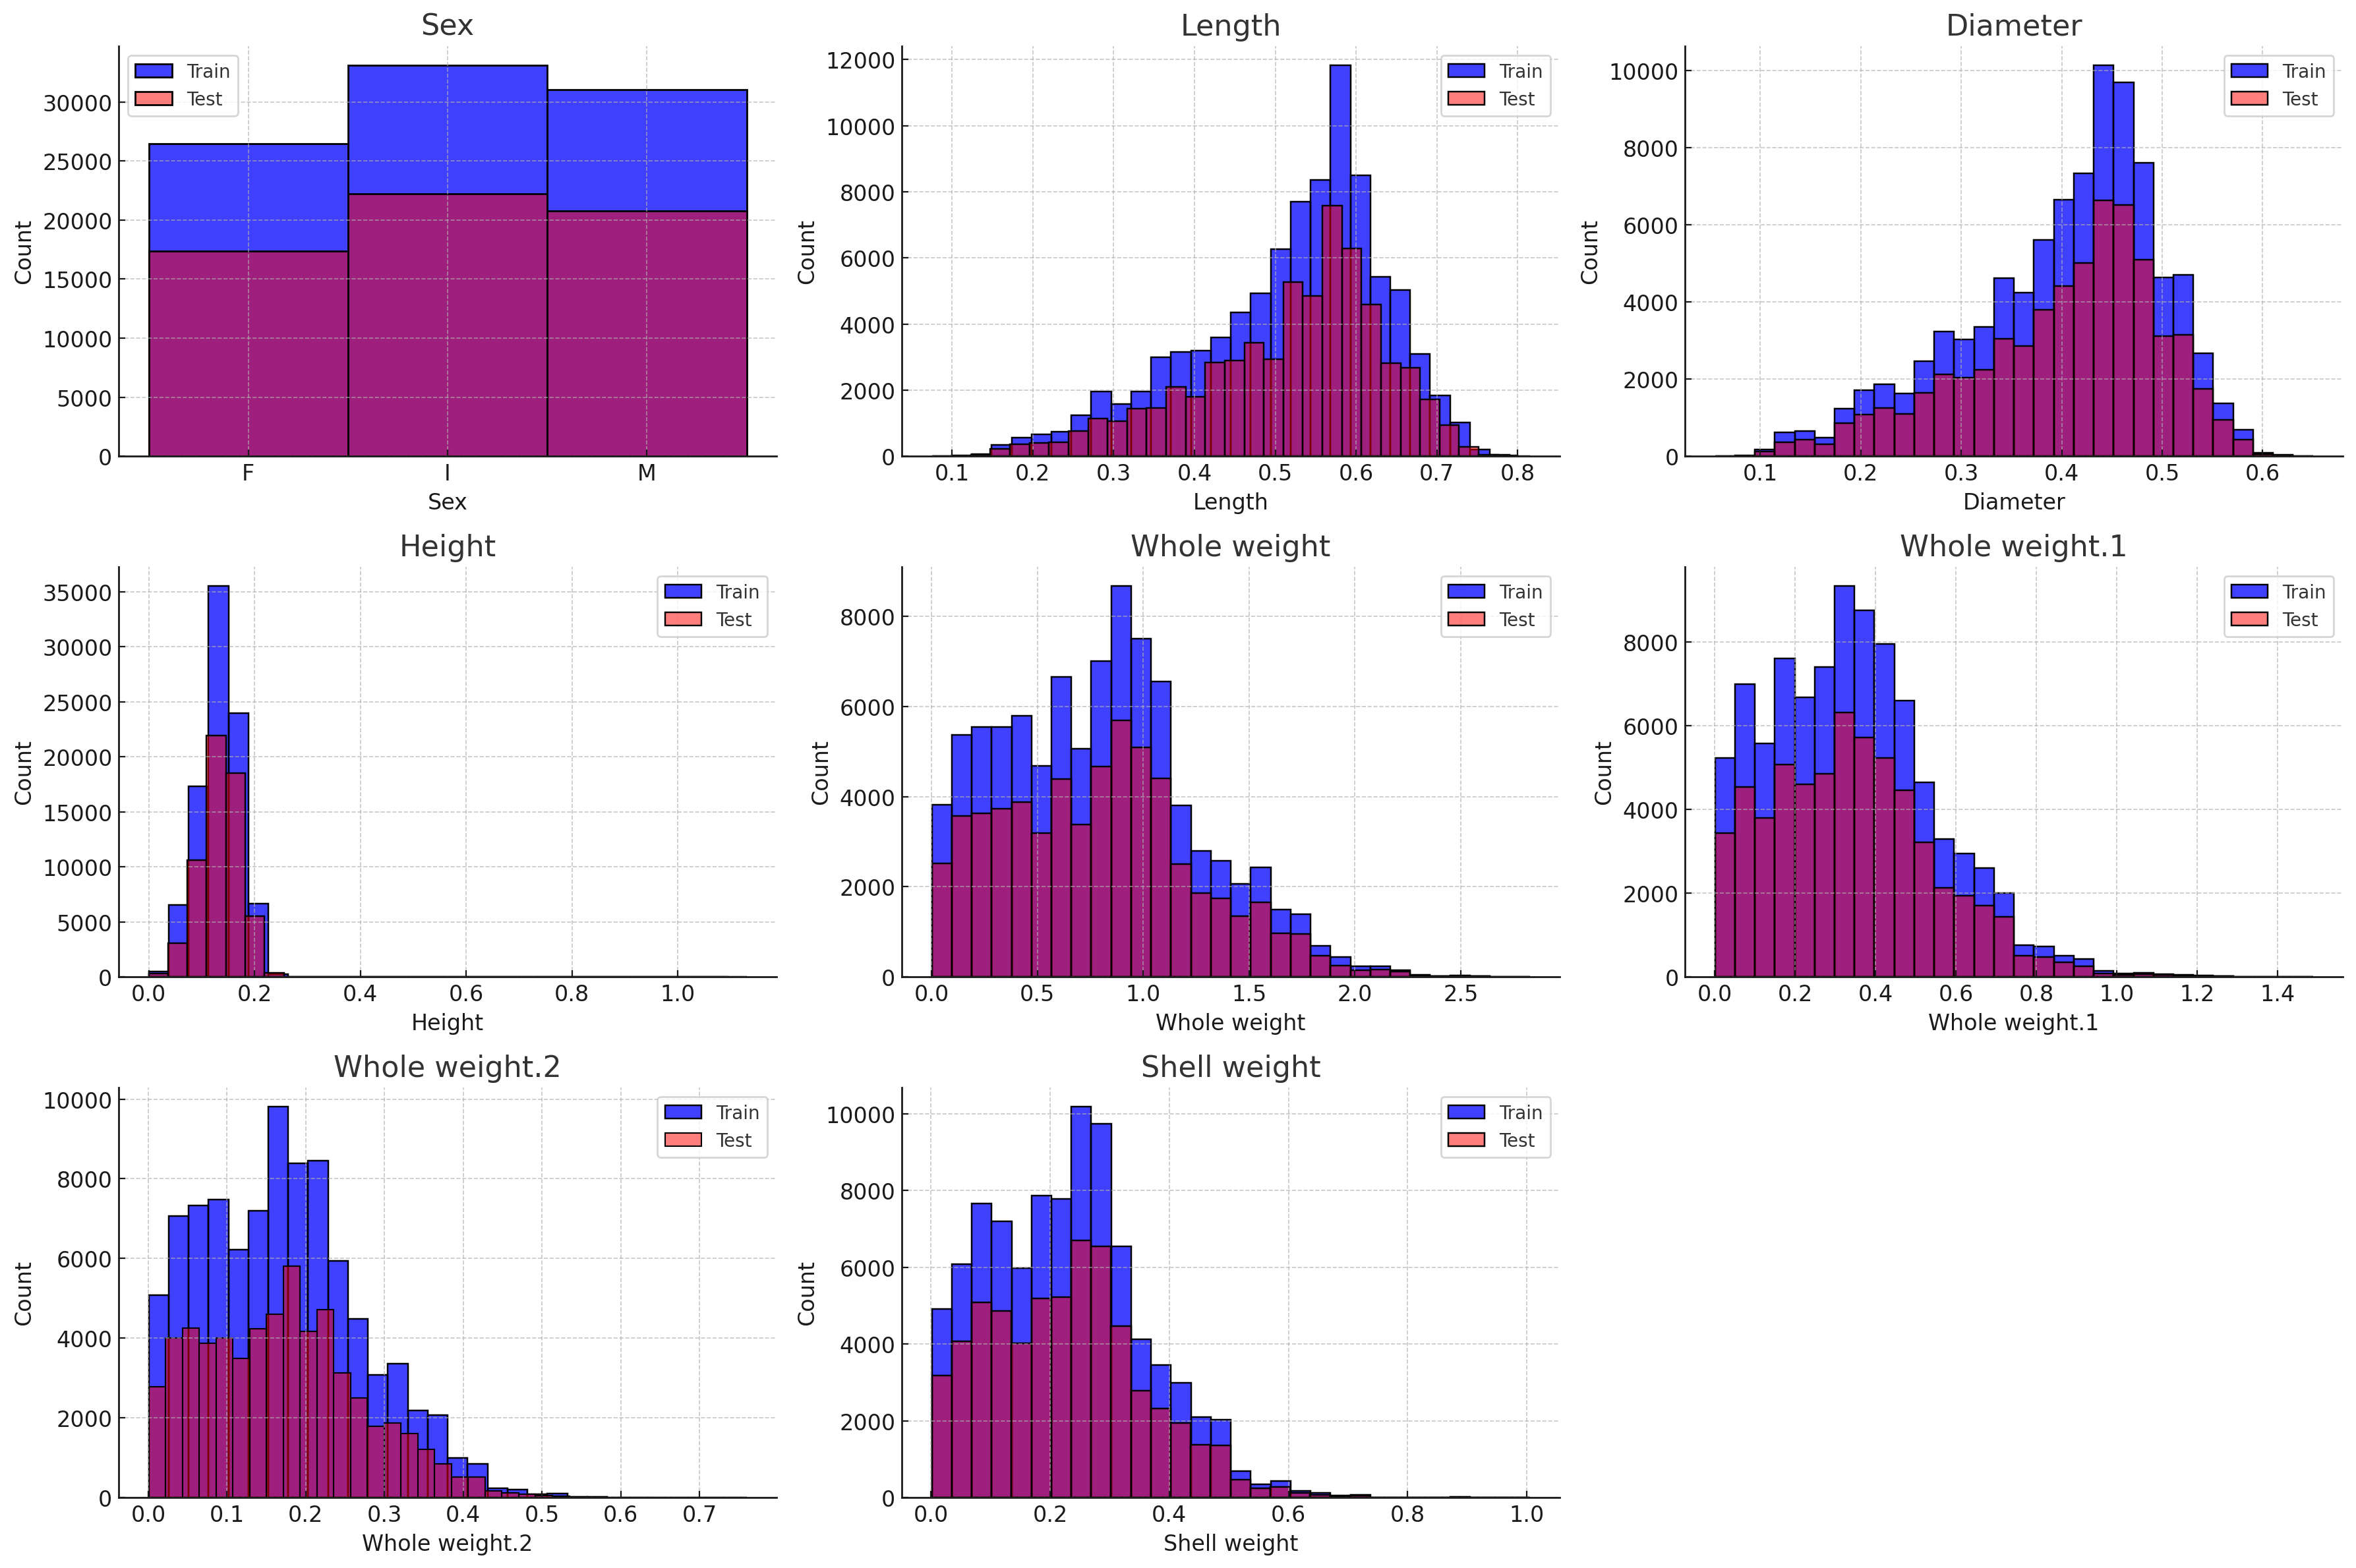 Sex
Train
Test
30000
25000
20000
15000
10000
5000
0
Count
F I M
Sex
Length
Train
Test
12000
10000
8000
6000
4000
2000
0
Count
0.1 0.2 0.3 0.4 0.5 0.6 0.7 0.8
Length
Diameter
Train
Test
10000
8000
6000
4000
2000
0
Count
0.1 0.2 0.3 0.4 0.5 0.6
Diameter
Height
Train
Test
35000
30000
25000
20000
15000
10000
5000
0
Count
0.0 0.2 0.4 0.6 0.8 1.0
Height
Whole weight
Train
Test
8000
6000
4000
2000
0
Count
0.0 0.5 1.0 1.5 2.0 2.5
Whole weight
Whole weight.1
Train
Test
8000
6000
4000
2000
0
Count
0.0 0.2 0.4 0.6 0.8 1.0 1.2 1.4
Whole weight.1
Whole weight.2
Train
Test
10000
8000
6000
4000
2000
0
Count
0.0 0.1 0.2 0.3 0.4 0.5 0.6 0.7
Whole weight.2
Shell weight
Train
Test
10000
8000
6000
4000
2000
0
Count
0.0 0.2 0.4 0.6 0.8 1.0
Shell weight